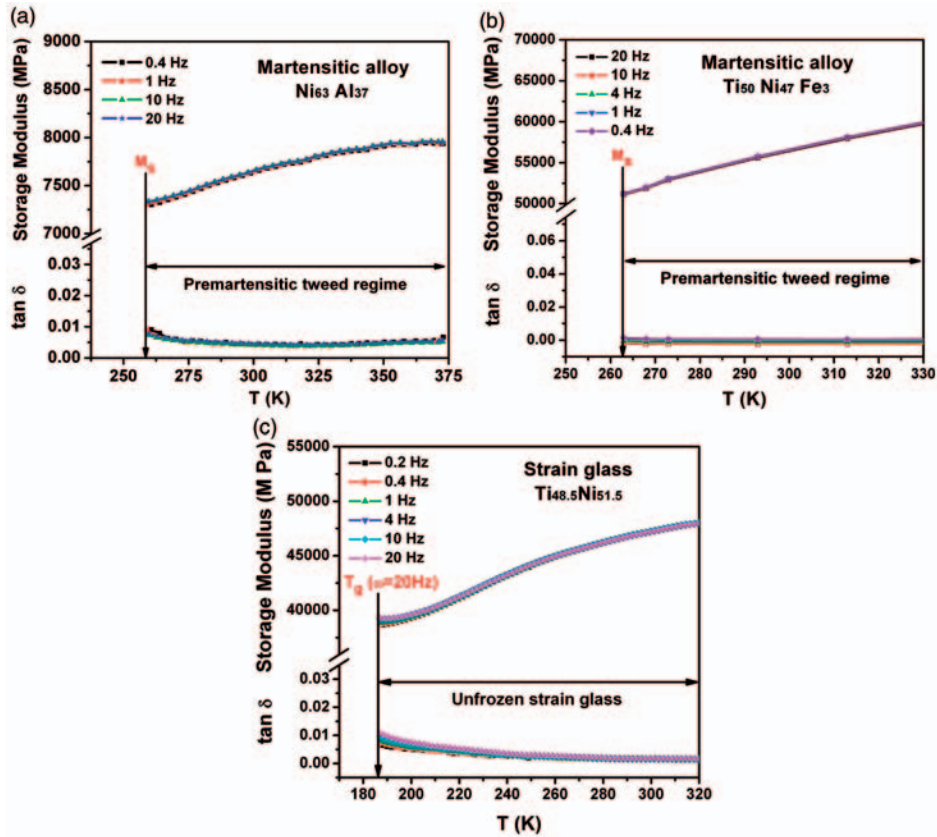 (a)
9000
8500
8000
7500
7000
0.03
0.02
0.01
0.00
Storage Modulus (MPa)
tan δ
0.4 Hz
1 Hz
10 Hz
20 Hz
Martensitic alloy
Ni63 Al37
Ms
Premartensitic tweed regime
250 275 300 325 350 375
T (K)
(b)
70000
65000
60000
55000
50000
0.06
0.04
0.02
0.00
Storage Modulus (MPa)
tan δ
20 Hz
10 Hz
4 Hz
1 Hz
0.4 Hz
Martensitic alloy
Ti50 Ni47 Fe3
Ms
Premartensitic tweed regime
250 260 270 280 290 300 310 320 330
T (K)
(c)
55000
50000
45000
40000
0.03
0.02
0.01
0.00
Storage Modulus (M Pa)
tan δ
0.2 Hz
0.4 Hz
1 Hz
4 Hz
10 Hz
20 Hz
Strain glass
Ti48.5Ni51.5
Tg (ω=20Hz)
Unfrozen strain glass
180 200 220 240 260 280 300 320
T (K)